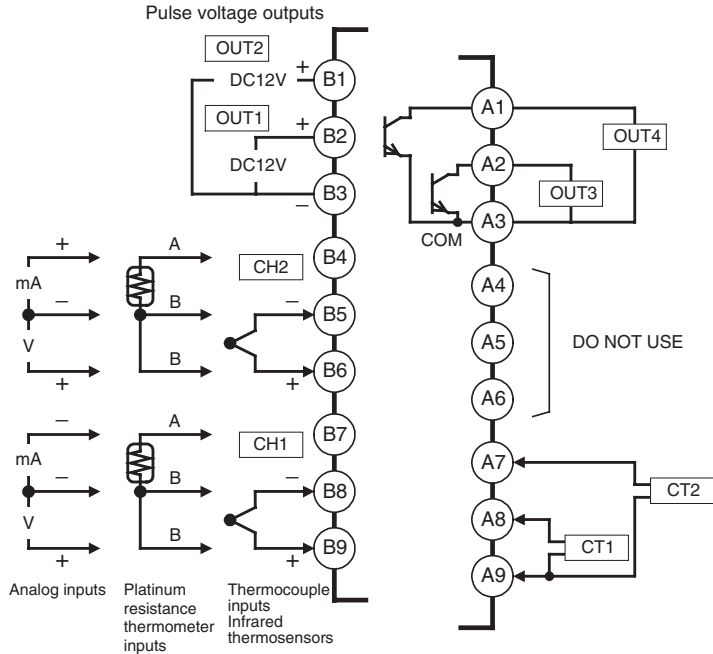 Pulse voltage outputs
OUT2
+
DC12V
B1
OUT1
+
B2
DC12V
B3
−
A1
OUT4
A2
OUT3
A3
COM
+
A
CH2
B4
mA
−
B
−
B5
V
B
+
B6
+
A4
A5
DO NOT USE
A6
−
A
CH1
B7
mA
−
B
−
B8
V
B
+
B9
+
A7
CT2
A8
CT1
A9
Analog inputs
Platinum
resistance
thermometer
inputs
Thermocouple
inputs
Infrared
thermosensors